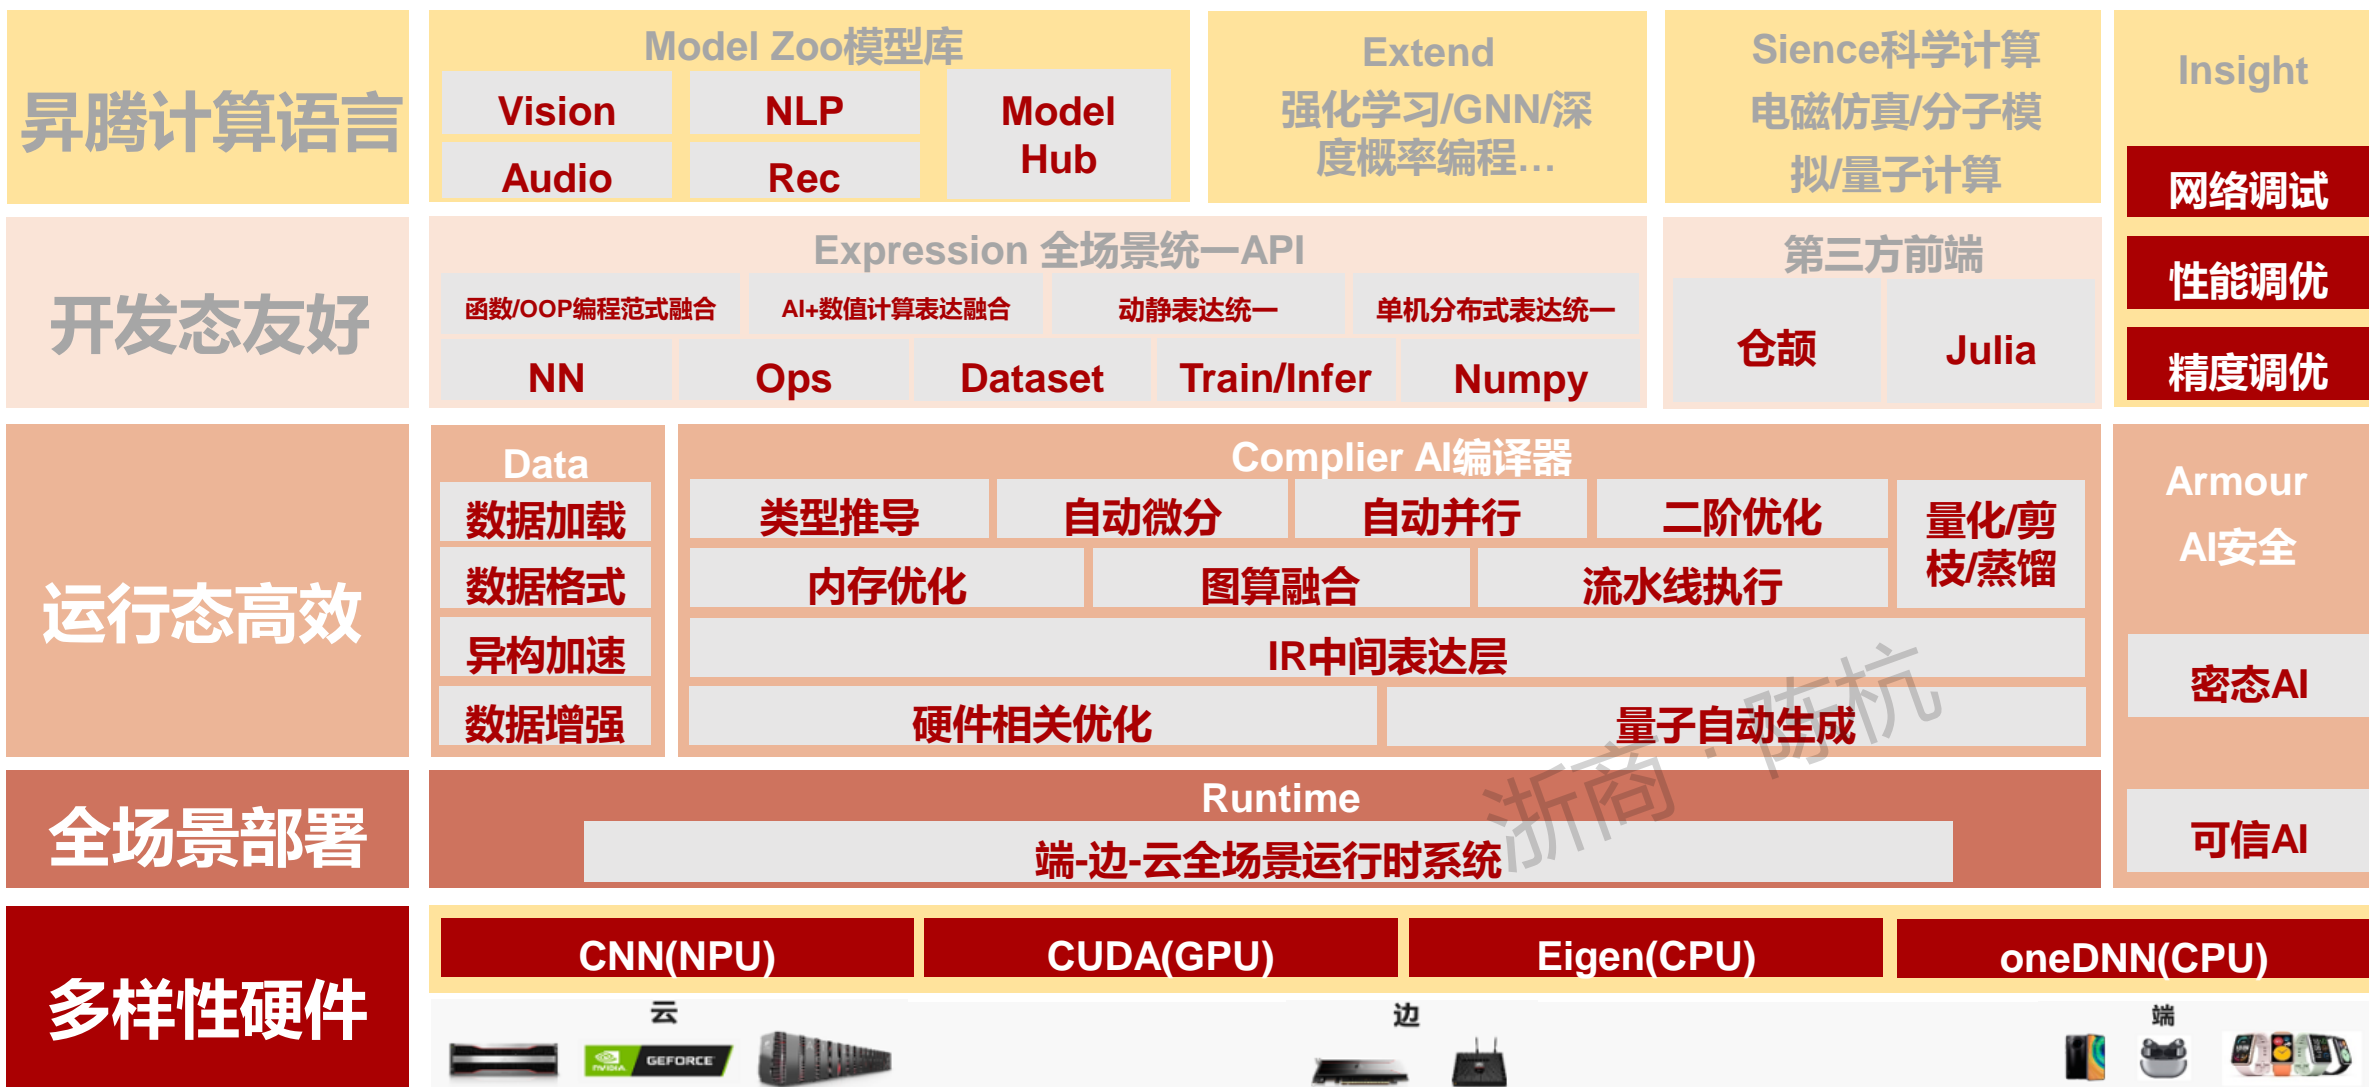 昇腾计算语言
Model Zoo模型库
Vision
NLP
Model
Hub
Audio
Rec
Extend
强化学习/GNN/深
度概率编程…
Sience科学计算
电磁仿真/分子模
拟/量子计算
Insight
网络调试
性能调优
精度调优
开发态友好
Expression 全场景统一API
函数/OOP编程范式融合
AI+数值计算表达融合
动静表达统一
单机分布式表达统一
NN
Ops
Dataset
Train/Infer
Numpy
第三方前端
仓颉
Julia
运行态高效
Data
数据加载
数据格式
异构加速
数据增强
Complier AI编译器
类型推导
自动微分
自动并行
二阶优化
量化/剪
枝/蒸馏
内存优化
图算融合
流水线执行
IR中间表达层
硬件相关优化
量子自动生成
Armour
AI安全
密态AI
可信AI
全场景部署
Runtime
端-边-云全场景运行时系统
浙商·陈杭
多样性硬件
CNN(NPU)
CUDA(GPU)
Eigen(CPU)
oneDNN(CPU)
云
边
端
NVIDIA
GEFORCE